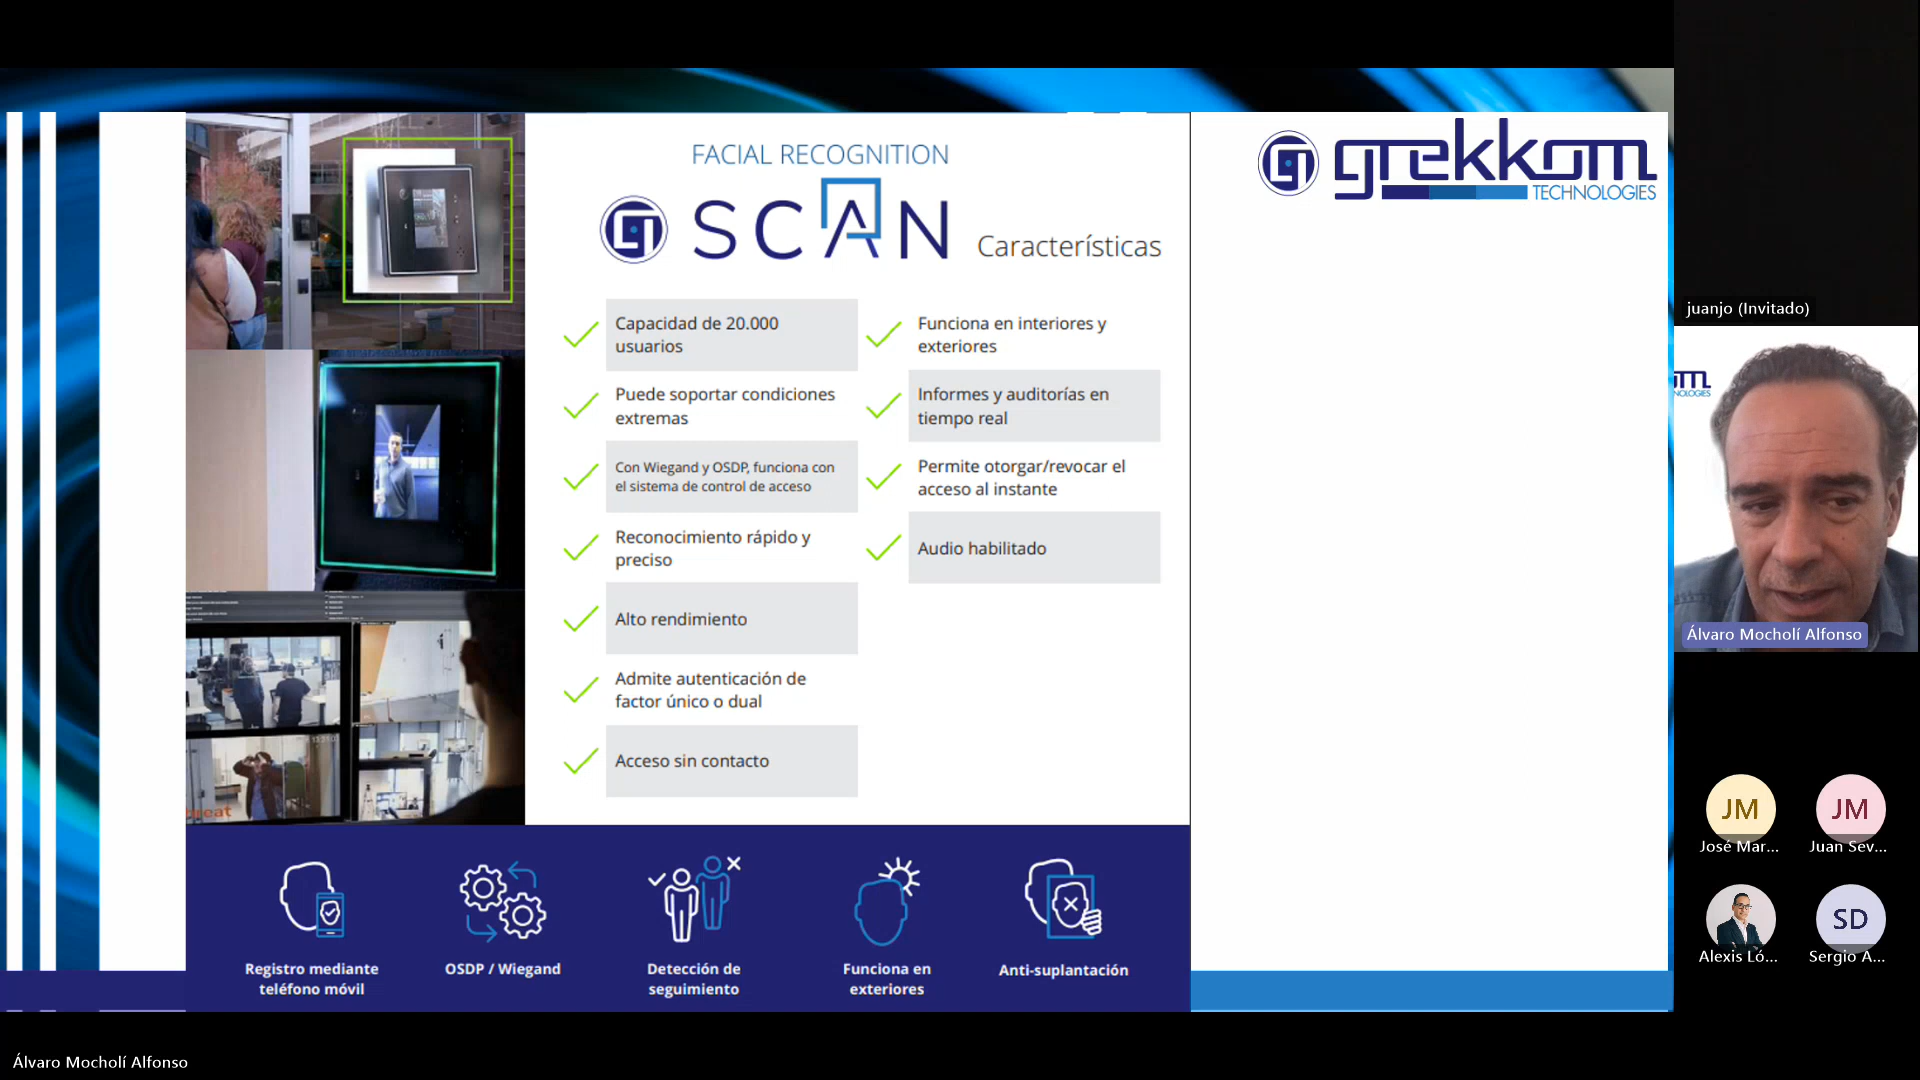 FACIAL RECOGNITION
SCAN
Características
Capacidad de 20.000
usuarios
Puede soportar condiciones
extremas
Con Wiegand y OSDP, funciona con
el sistema de control de acceso
Reconocimiento rápido y
preciso
Alto rendimiento
Admite autenticación de
factor único o dual
Acceso sin contacto
Funciona en interiores y
exteriores
Informes y auditorías en
tiempo real
Permite otorgar/revocar el
acceso al instante
Audio habilitado
Registro mediante
teléfono móvil
OSDP / Wiegand
Detección de
seguimiento
Funciona en
exteriores
Anti-suplantación
grekkom
TECHNOLOGIES
juanjo (Invitado)
Álvaro Mocholí Alfonso
JM
José Mar...
JM
Juan Sev...
Alexis Ló...
SD
Sergio A...
Álvaro Mocholí Alfonso